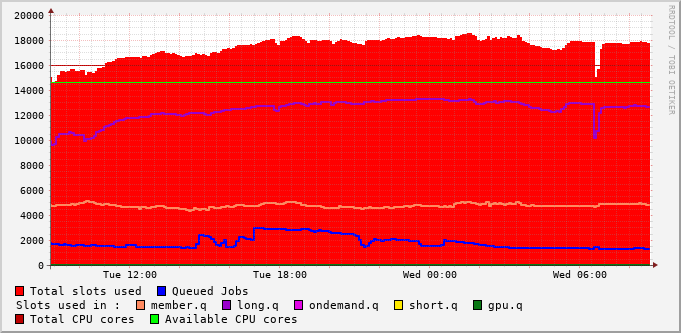 20000
18000
16000
14000
12000
10000
8000
6000
4000
2000
0
Tue 12:00 Tue 18:00 Wed 00:00 Wed 06:00
RRDTOOL / TOBI OETIKER
Total slots used Queued Jobs
Slots used in : member.q long.q ondemand.q short.q gpu.q
Total CPU cores Available CPU cores